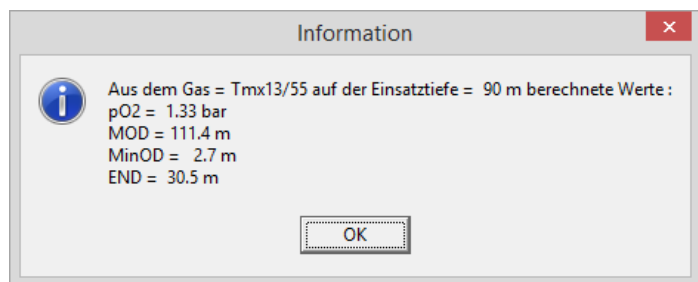 Information
Aus dem Gas = Tmx13/55 auf der Einsatztiefe =  90 m berechnete Werte :
pO2 =  1.33 bar
MOD = 111.4 m
MinOD =   2.7 m
END =  30.5 m
OK